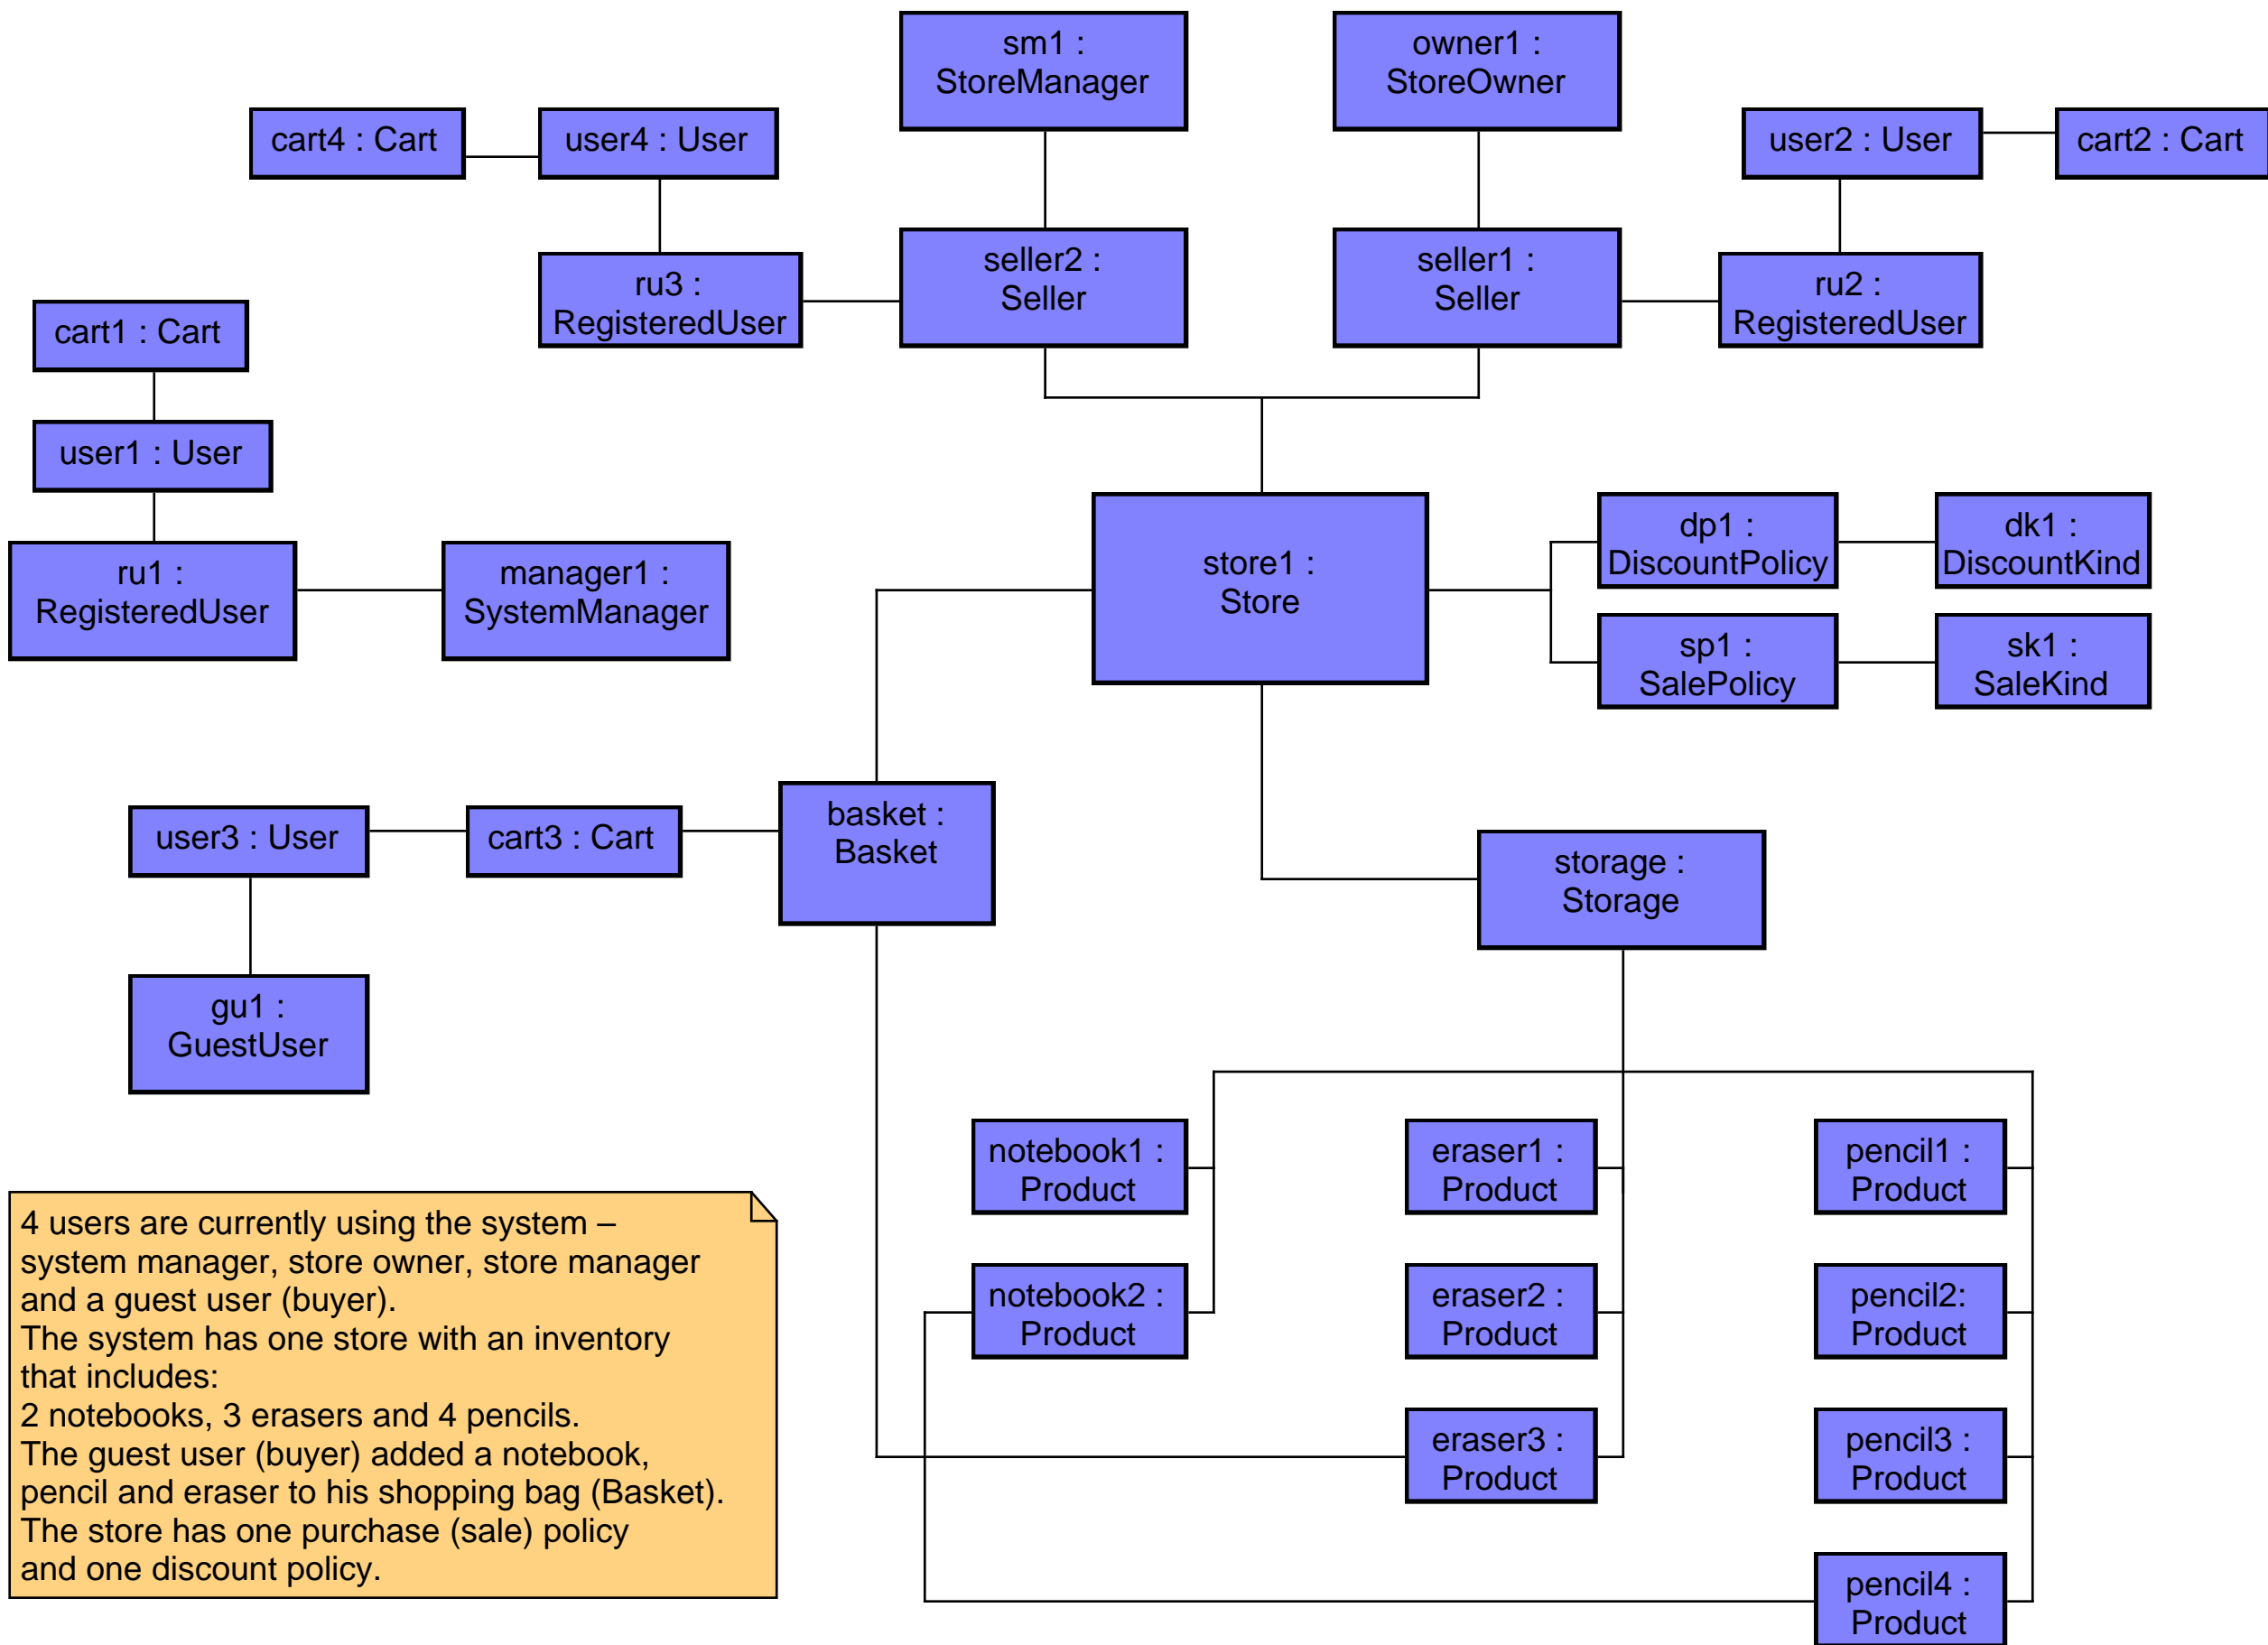 sm1 :
StoreManager
owner1 :
StoreOwner
cart4 : Cart
user4 : User
user2 : User
cart2 : Cart
seller2 :
Seller
seller1 :
Seller
ru3 :
RegisteredUser
ru2 :
RegisteredUser
cart1 : Cart
user1 : User
ru1 :
RegisteredUser
manager1 :
SystemManager
store1 :
Store
dp1 :
DiscountPolicy
dk1 :
DiscountKind
sp1 :
SalePolicy
sk1 :
SaleKind
user3 : User
cart3 : Cart
basket :
Basket
storage :
Storage
gu1 :
GuestUser
notebook1 :
Product
eraser1 :
Product
pencil1 :
Product
notebook2 :
Product
eraser2 :
Product
pencil2:
Product
eraser3 :
Product
pencil3 :
Product
pencil4 :
Product
4 users are currently using the system –
system manager, store owner, store manager
and a guest user (buyer).
The system has one store with an inventory
that includes:
2 notebooks, 3 erasers and 4 pencils.
The guest user (buyer) added a notebook,
pencil and eraser to his shopping bag (Basket).
The store has one purchase (sale) policy
and one discount policy.